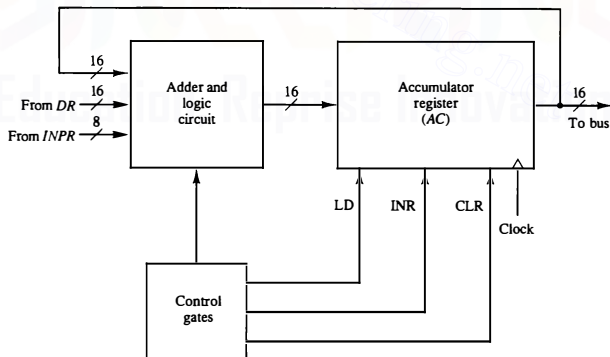 16
16
From DR
8
From INPR
Adder and
logic
circuit
16
Accumulator
register
(AC)
16
To bus
LD
INR
CLR
Clock
Control
gates